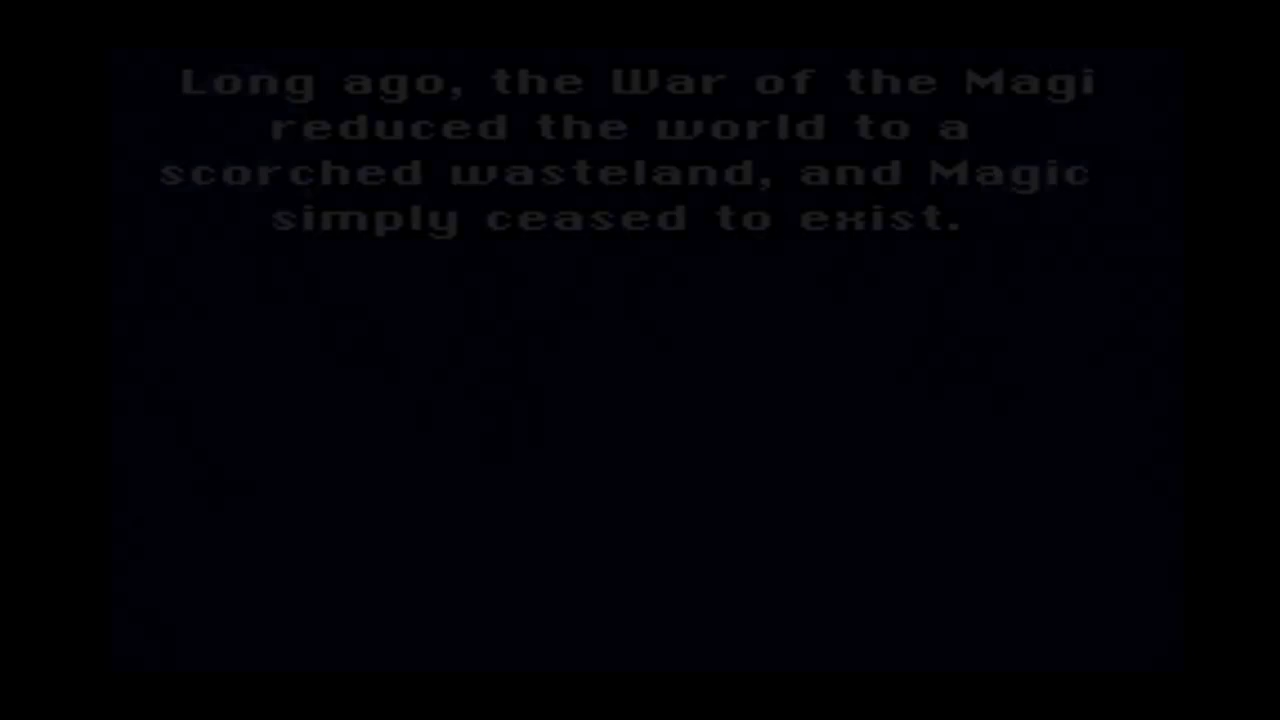 Long ago, the War of the Magi
reduced the world to a
scorched wasteland, and Magic
simply ceased to exist.